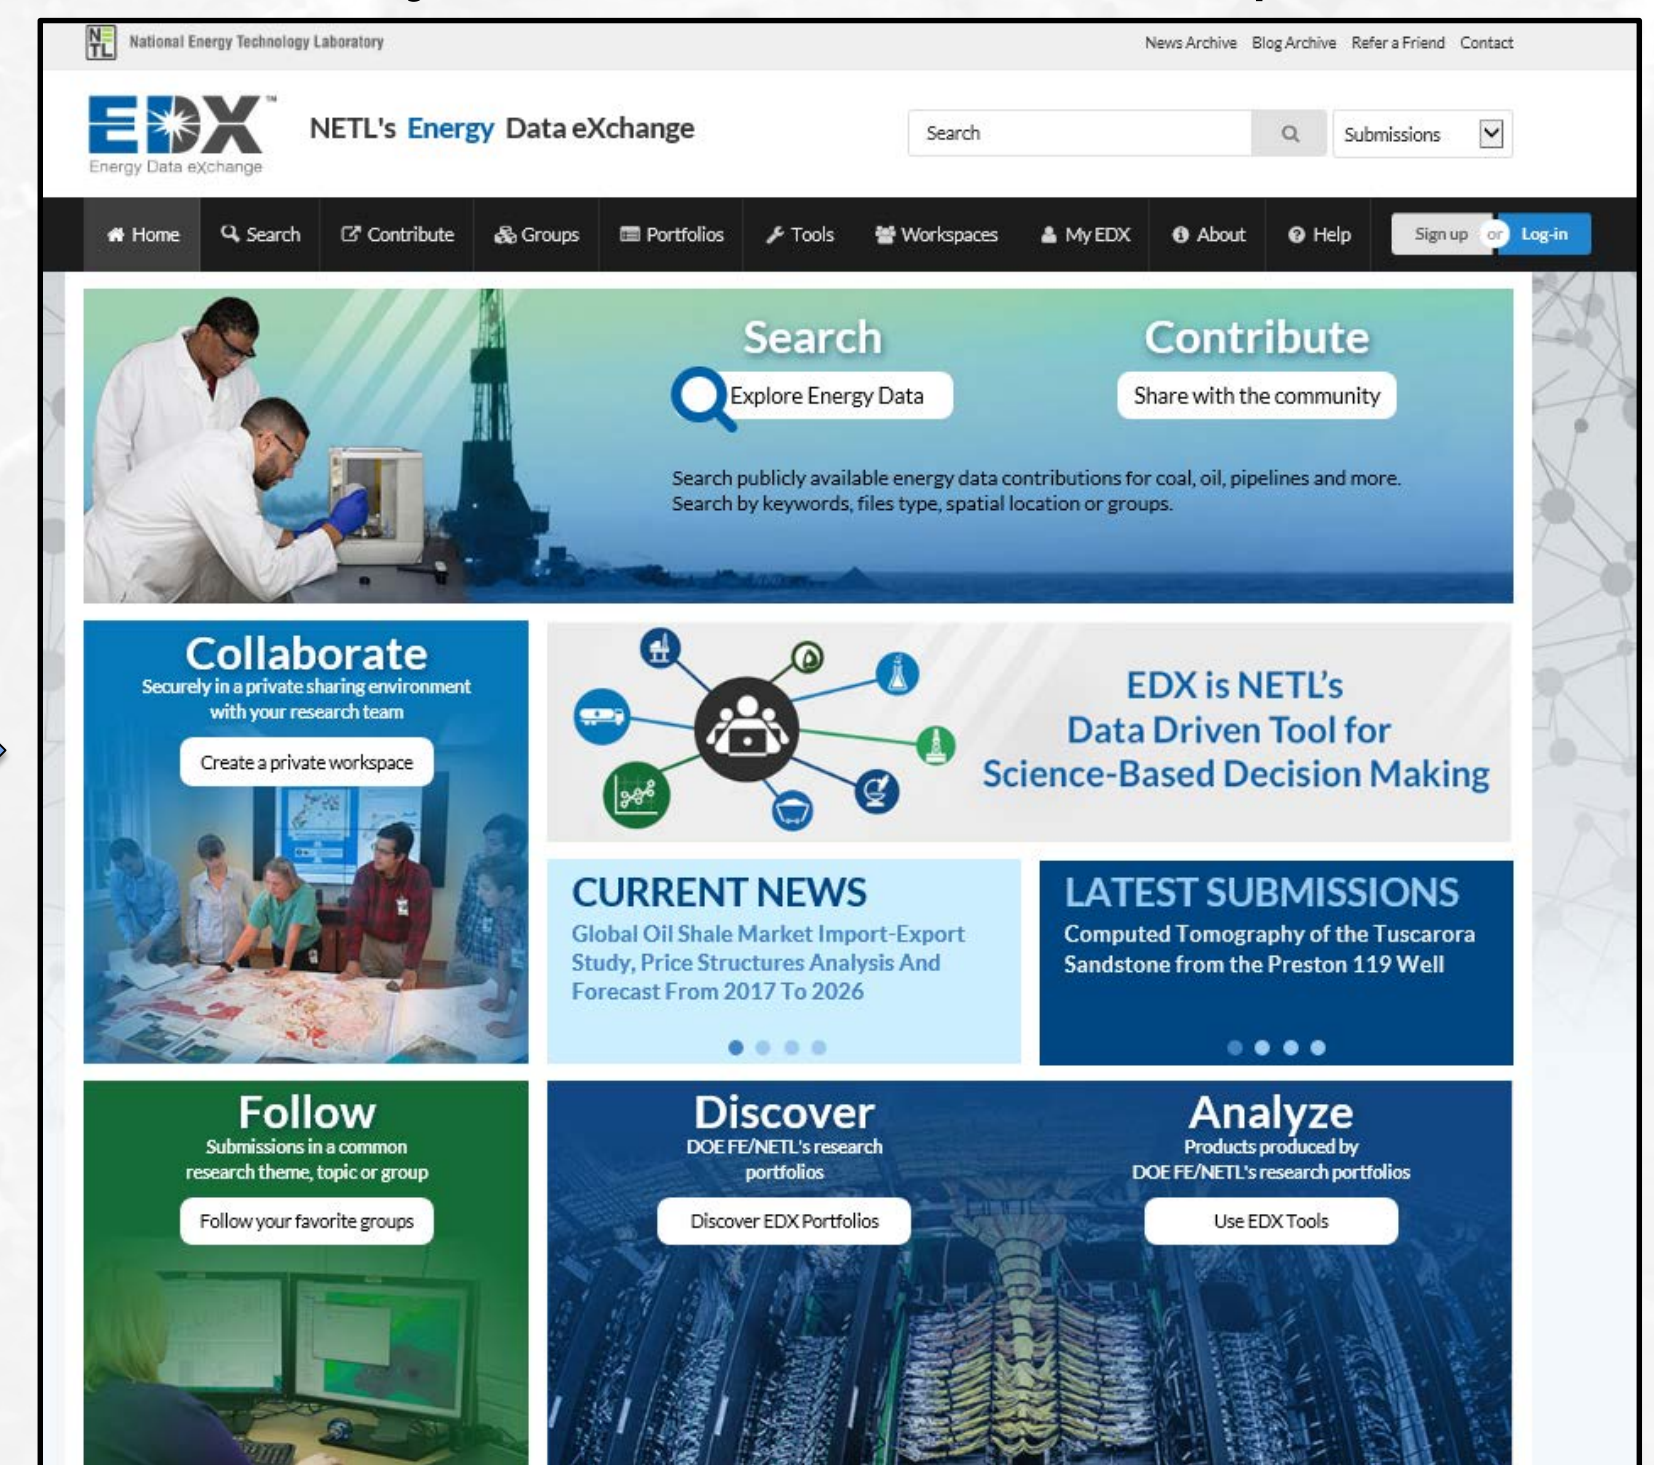 NETL
National Energy Technology Laboratory
News Archive Blog Archive Refer a Friend Contact
EDX™
Energy Data eXchange
NETL's Energy Data eXchange
Search
Submissions
Home Search Contribute Groups Portfolios Tools Workspaces My EDX About Help Sign up or Log-in
Search
Explore Energy Data
Contribute
Share with the community
Search publicly available energy data contributions for coal, oil, pipelines and more.
Search by keywords, files type, spatial location or groups.
Collaborate
Securely in a private sharing environment
with your research team
Create a private workspace
EDX is NETL's
Data Driven Tool for
Science-Based Decision Making
CURRENT NEWS
Global Oil Shale Market Import-Export
Study, Price Structures Analysis And
Forecast From 2017 To 2026
LATEST SUBMISSIONS
Computed Tomography of the Tuscarora
Sandstone from the Preston 119 Well
Follow
Submissions in a common
research theme, topic or group
Follow your favorite groups
Discover
DOE FE/NETL's research
portfolios
Discover EDX Portfolios
Analyze
Products produced by
DOE FE/NETL's research portfolios
Use EDX Tools